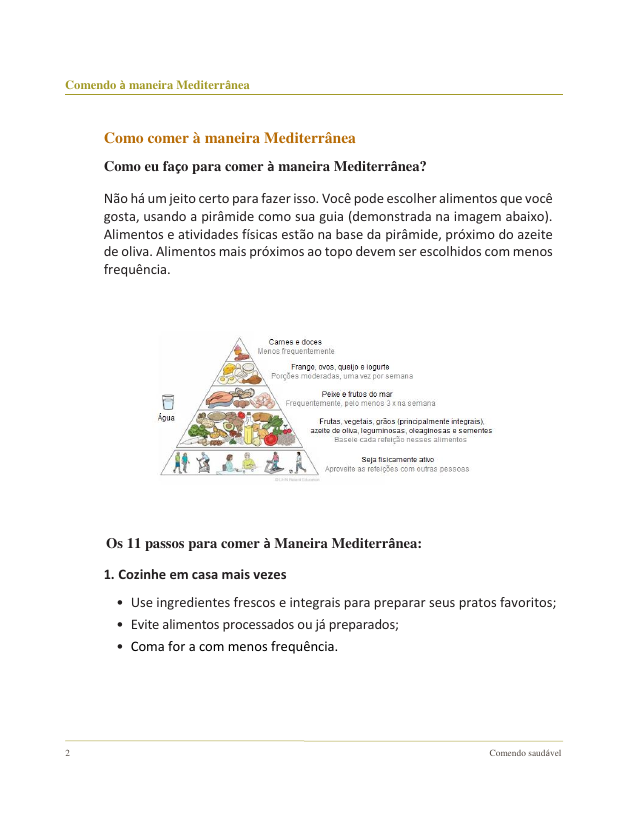 Comendo à maneira Mediterrânea
Como comer à maneira Mediterrânea
Como eu faço para comer à maneira Mediterrânea?
Não há um jeito certo para fazer isso. Você pode escolher alimentos que você
gosta, usando a pirâmide como sua guia (demonstrada na imagem abaixo).
Alimentos e atividades físicas estão na base da pirâmide, próximo do azeite
de oliva. Alimentos mais próximos ao topo devem ser escolhidos com menos
frequência.
Carnes e doces
Menos frequentemente
Frango, ovos, queijo e iogurte
Porções moderadas, uma vez por semana
Peixe e frutos do mar
Frequentemente, pelo menos 3 x na semana
Água
Frutas, vegetais, grãos (principalmente integrais),
azeite de oliva, leguminosas, oleaginosas e sementes
Baseie cada refeição nesses alimentos
Seja fisicamente ativo
Aproveite as refeições com outras pessoas
Os 11 passos para comer à Maneira Mediterrânea:
1. Cozinhe em casa mais vezes
• Use ingredientes frescos e integrais para preparar seus pratos favoritos;
• Evite alimentos processados ou já preparados;
• Coma for a com menos frequência.
2 Comendo saudável